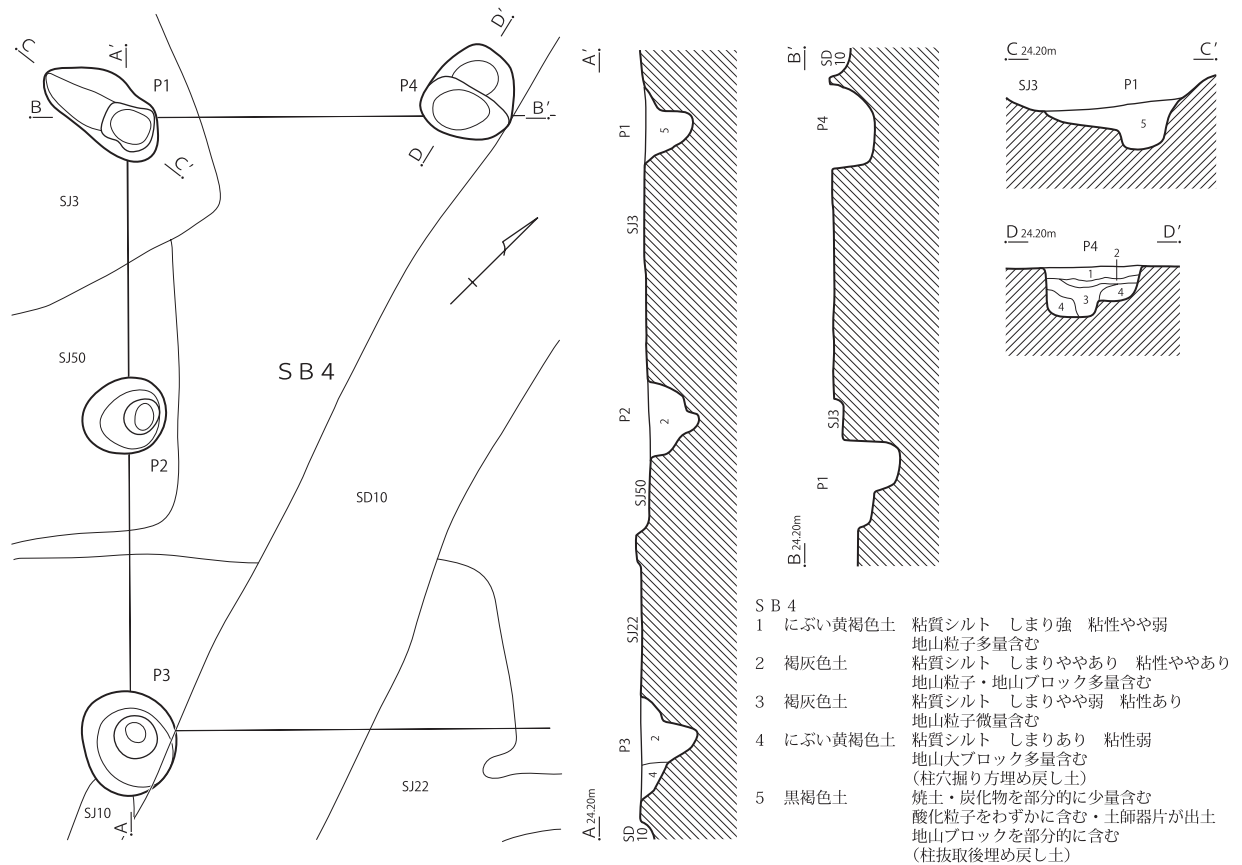 C
A′
P1
B
C′
SJ3
D′
P4
B′
D
SJ50
SB4
P2
SD10
P3
SJ10
A
SJ22
A′
P1
5
SJ3
P2
2
SJ50
SJ22
P3
2
4
A 24.20m
SD10
B′
SD10
P4
SJ3
P1
B 24.20m
C 24.20m
C′
SJ3
P1
5
D 24.20m
D′
P4
2
1
3
4
4
SB4
1 にぶい黄褐色土 粘質シルト しまり強 粘性やや弱
地山粒子多量含む
2 褐灰色土 粘質シルト しまりややあり 粘性ややあり
地山粒子・地山ブロック多量含む
3 褐灰色土 粘質シルト しまりやや弱 粘性あり
地山粒子微量含む
4 にぶい黄褐色土 粘質シルト しまりあり 粘性弱
地山大ブロック多量含む
（柱穴掘り方埋め戻し土）
5 黒褐色土 焼土・炭化物を部分的に少量含む
酸化粒子をわずかに含む・土師器片が出土
地山ブロックを部分的に含む
（柱抜取後埋め戻し土）